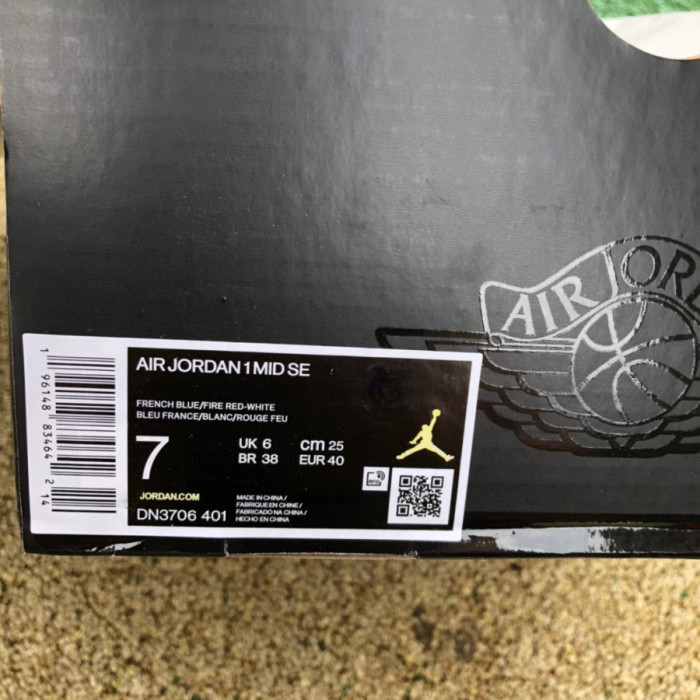 AIR JORDAN
AIR JORDAN 1 MID SE
FRENCH BLUE/FIRE RED-WHITE
BLEU FRANCE/BLANC/ROUGE FEU
7
UK 6 cm 25
BR 38 EUR 40
JORDAN.COM
DN3706 401
MADE IN CHINA /
FABRIQUE EN CHINE /
FABRICADO NA CHINA /
HECHO EN CHINA
1 96148 83464 2 14